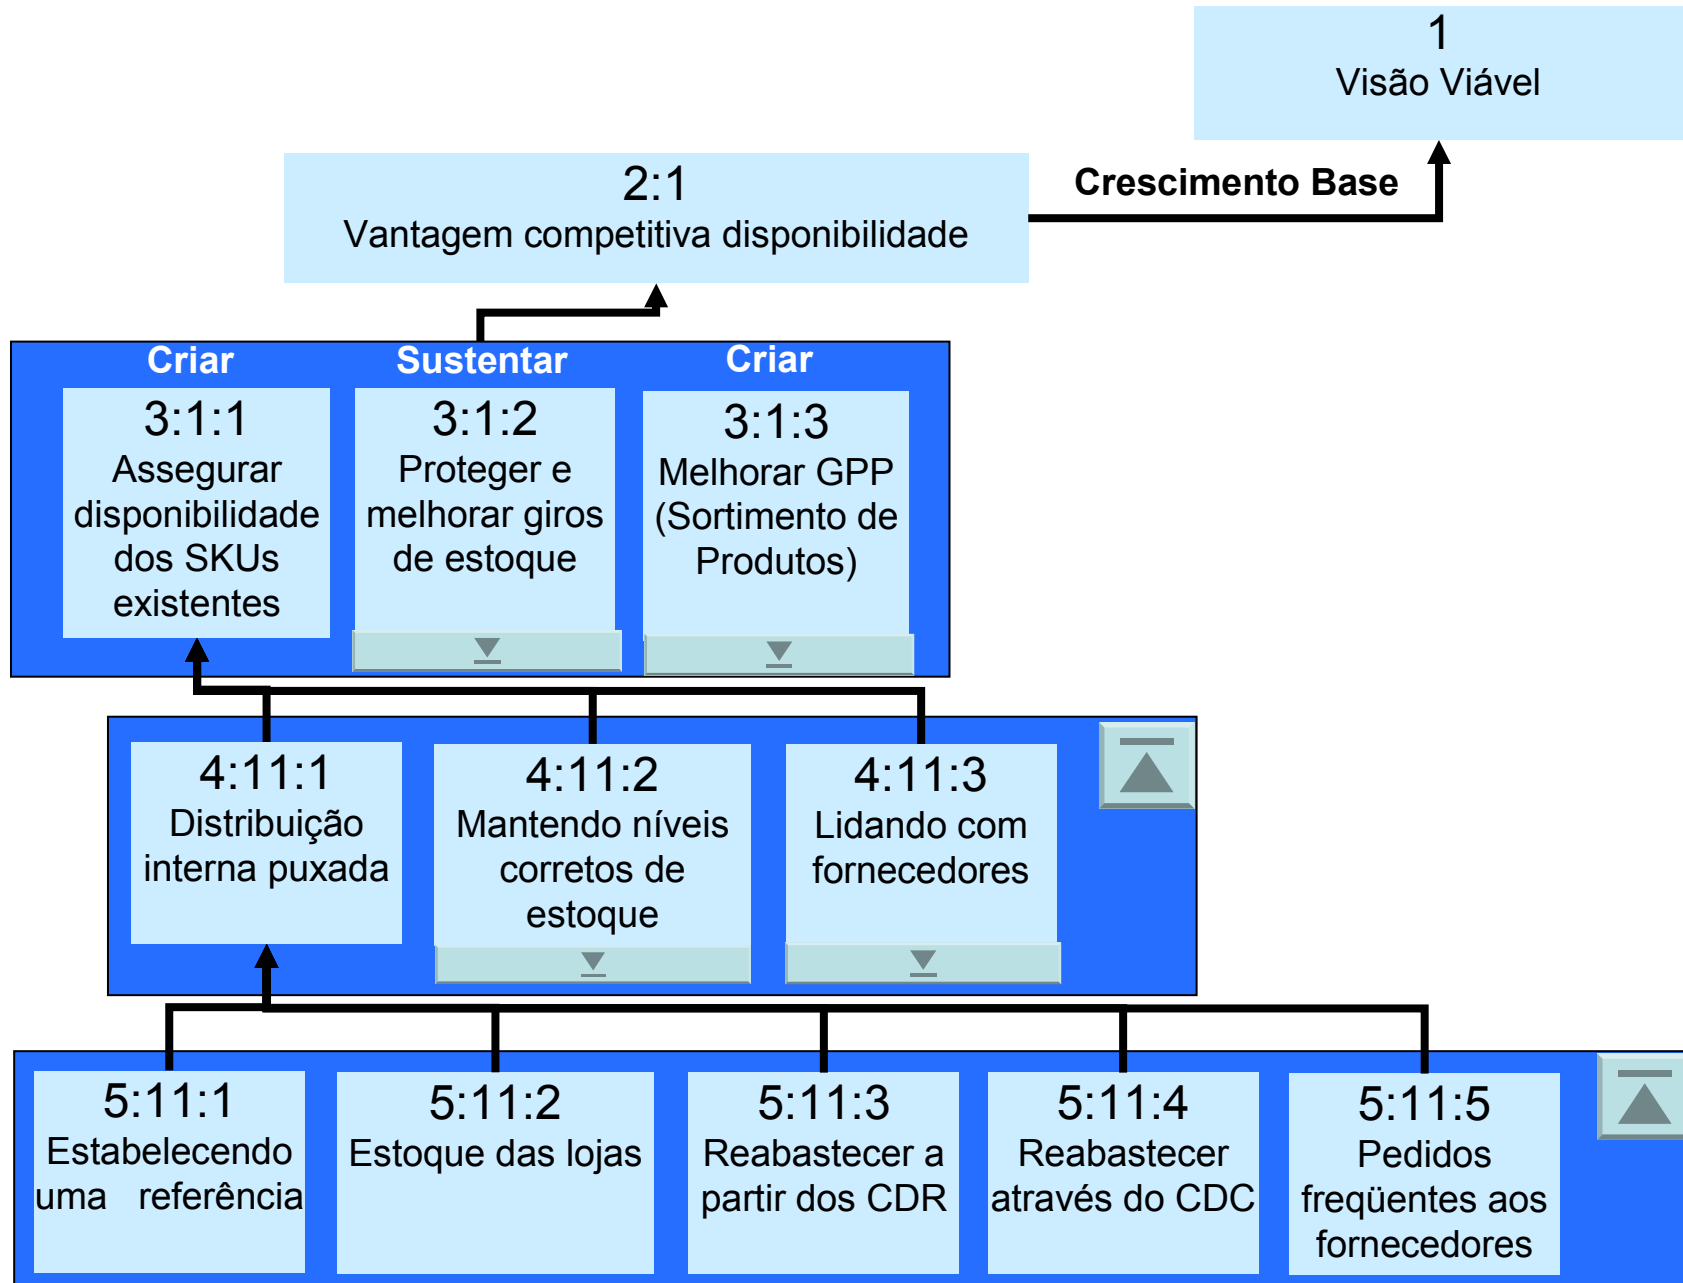 1
Visão Viável
2:1
Vantagem competitiva disponibilidade
Crescimento Base
Criar
3:1:1
Assegurar
disponibilidade
dos SKUs
existentes
Sustentar
3:1:2
Proteger e
melhorar giros
de estoque
Criar
3:1:3
Melhorar GPP
(Sortimento de
Produtos)
4:11:1
Distribuição
interna puxada
4:11:2
Mantendo níveis
corretos de
estoque
4:11:3
Lidando com
fornecedores
5:11:1
Estabelecendo
uma referência
5:11:2
Estoque das lojas
5:11:3
Reabastecer a
partir dos CDR
5:11:4
Reabastecer
através do CDC
5:11:5
Pedidos
freqüentes aos
fornecedores